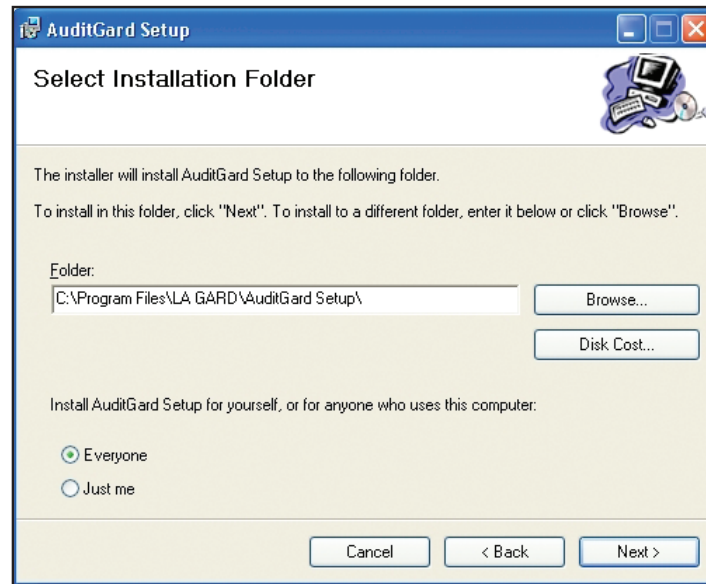 AuditGard Setup
Select Installation Folder
The installer will install AuditGard Setup to the following folder.
To install in this folder, click "Next". To install to a different folder, enter it below or click "Browse".
Folder:
C:\Program Files\LA GARD\AuditGard Setup\
Browse...
Disk Cost...
Install AuditGard Setup for yourself, or for anyone who uses this computer:
Everyone
Just me
Cancel
< Back
Next >